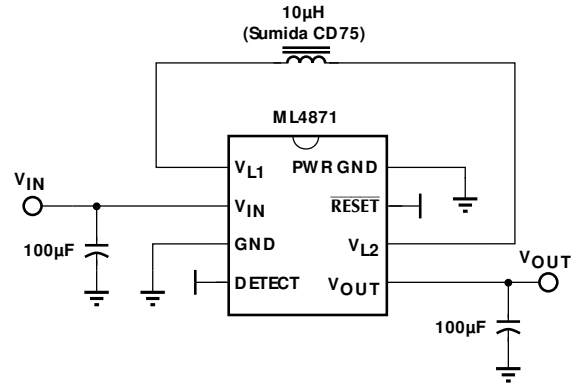 10µH
(Sumida CD75)
ML4871
VL1
PWR GND
VIN
VIN
RESET
GND
VL2
100µF
DETECT
VOUT
VOUT
100µF